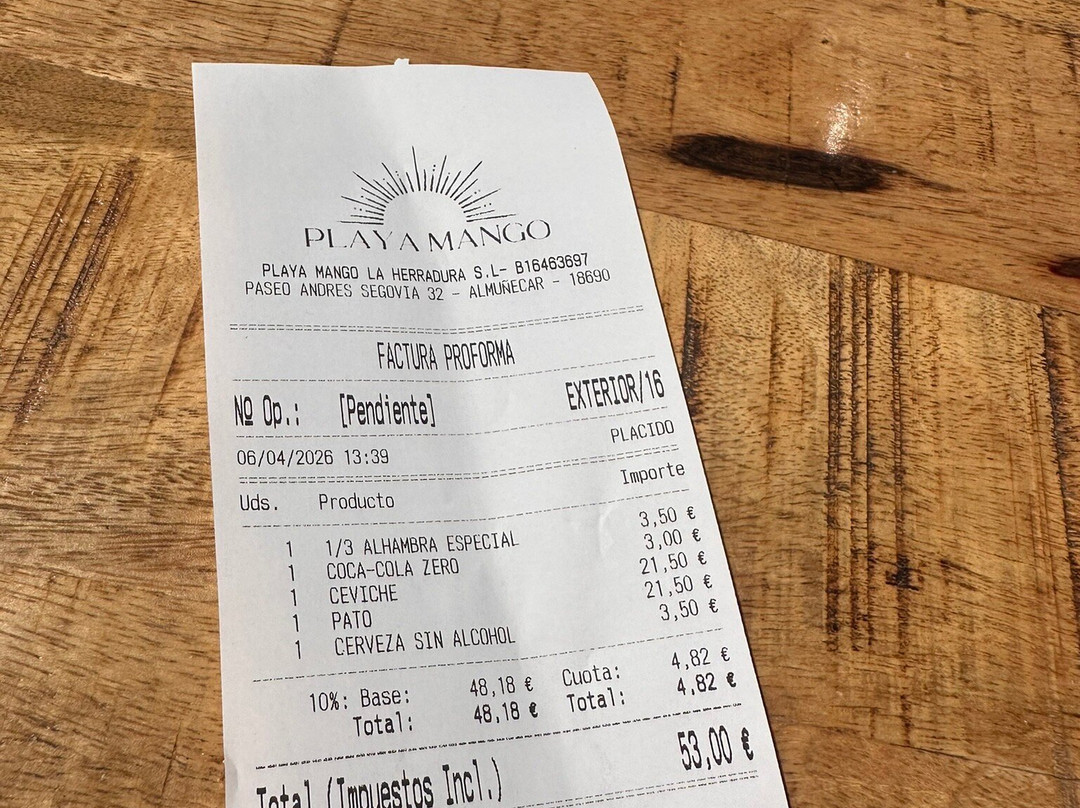 PLAYA MANGO
PLAYA MANGO LA HERRADURA S.L- B16463697
PASEO ANDRES SEGOVIA 32 - ALMUÑECAR - 18690
FACTURA PROFORMA
Nº Op.: [Pendiente] EXTERIOR/16
06/04/2026 13:39 PLACIDO
Uds. Producto Importe
1 1/3 ALHAMBRA ESPECIAL 3,50 €
1 COCA-COLA ZERO 3,00 €
1 CEVICHE 21,50 €
1 PATO 21,50 €
1 CERVEZA SIN ALCOHOL 3,50 €
10%: Base: 48,18 € Cuota: 4,82 €
Total: 48,18 € Total: 4,82 €
Total (Impuestos Incl.) 53,00 €